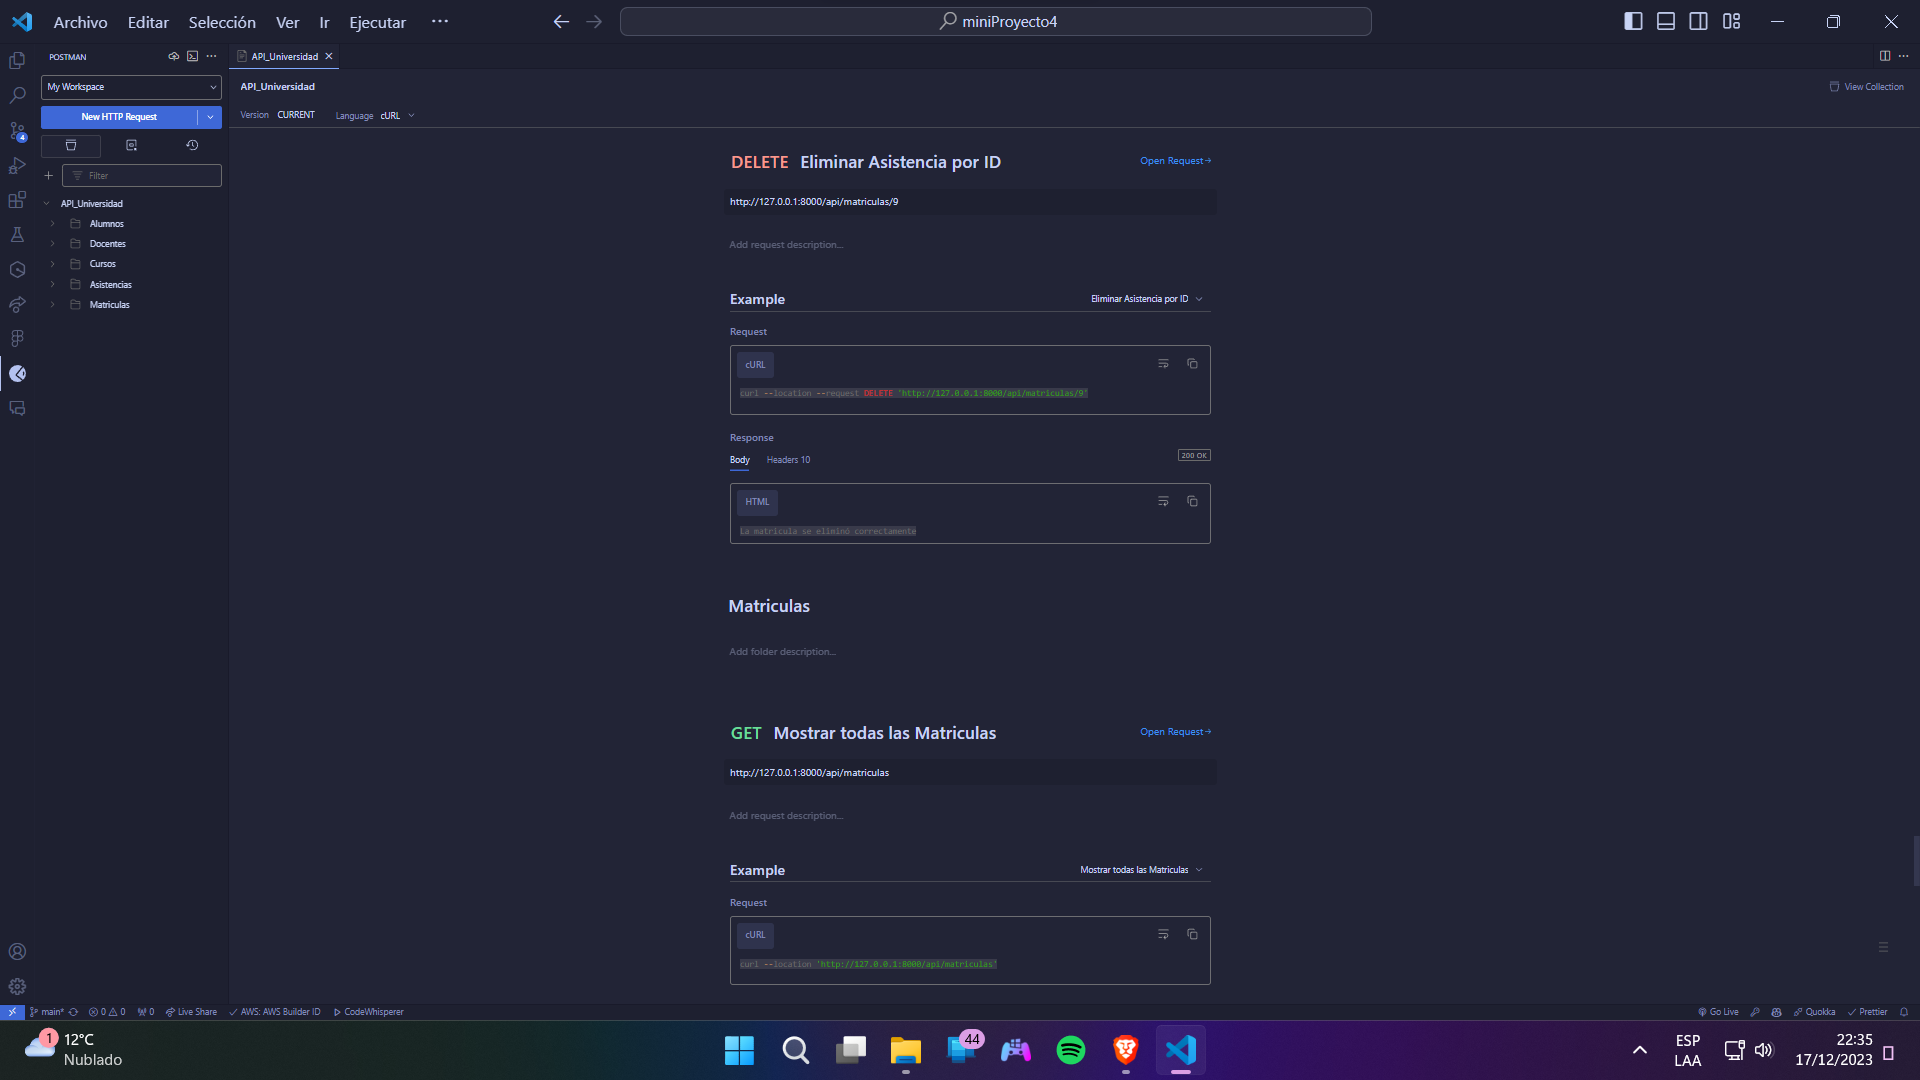 Archivo Editar Selección Ver Ir Ejecutar ···
miniProyecto4
POSTMAN
My Workspace
New HTTP Request
Filter
API_Universidad
Alumnos
Docentes
Cursos
Asistencias
Matriculas
4
API_Universidad
API_Universidad
View Collection
Version CURRENT Language cURL
DELETE Eliminar Asistencia por ID
Open Request→
http://127.0.0.1:8000/api/matriculas/9
Add request description...
Example
Eliminar Asistencia por ID
Request
cURL
curl --location --request DELETE 'http://127.0.0.1:8000/api/matriculas/9'
Response
Body Headers 10
200 OK
HTML
La matricula se eliminó correctamente
Matriculas
Add folder description...
GET Mostrar todas las Matriculas
Open Request→
http://127.0.0.1:8000/api/matriculas
Add request description...
Example
Mostrar todas las Matriculas
Request
cURL
curl --location 'http://127.0.0.1:8000/api/matriculas'
main* 0 0 0 Live Share AWS: AWS Builder ID CodeWhisperer
Go Live Quokka Prettier
1
12°C
Nublado
44
ESP
LAA
22:35
17/12/2023